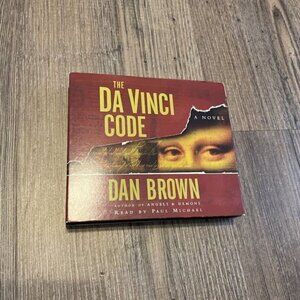 THE
DA VINCI
CODE
A NOVEL
DAN BROWN
AUTHOR OF ANGELS & DEMONS
READ BY PAUL MICHAEL